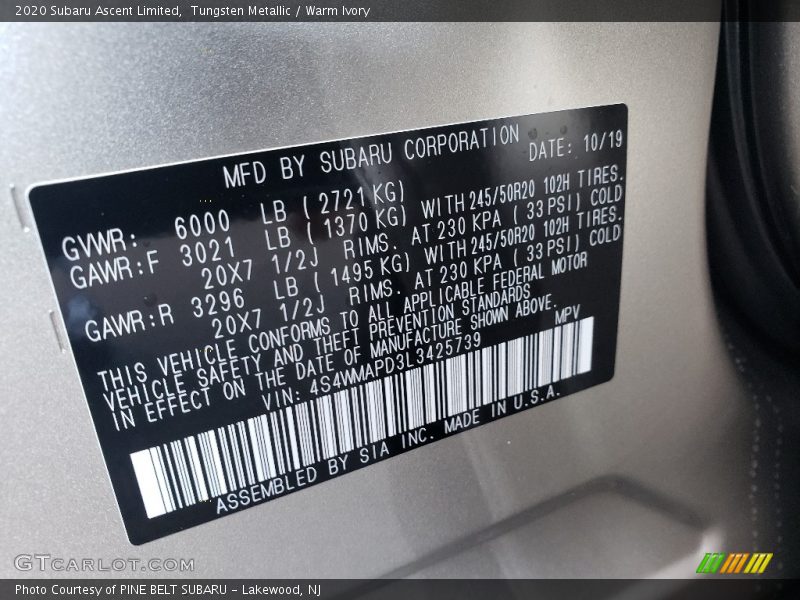 2020 Subaru Ascent Limited, Tungsten Metallic / Warm Ivory
MFD BY SUBARU CORPORATION DATE: 10/19
GVWR: 6000 LB ( 2721 KG)
GAWR:F 3021 LB ( 1370 KG) WITH 245/50R20 102H TIRES.
20X7 1/2J RIMS. AT 230 KPA ( 33 PSI) COLD
GAWR:R 3296 LB ( 1495 KG) WITH 245/50R20 102H TIRES.
20X7 1/2J RIMS. AT 230 KPA ( 33 PSI) COLD
THIS VEHICLE CONFORMS TO ALL APPLICABLE FEDERAL MOTOR
VEHICLE SAFETY AND THEFT PREVENTION STANDARDS
IN EFFECT ON THE DATE OF MANUFACTURE SHOWN ABOVE.
VIN: 4S4WMAPD3L3425739 MPV
ASSEMBLED BY SIA INC. MADE IN U.S.A.
GTCARLOT.COM
Photo Courtesy of PINE BELT SUBARU - Lakewood, NJ